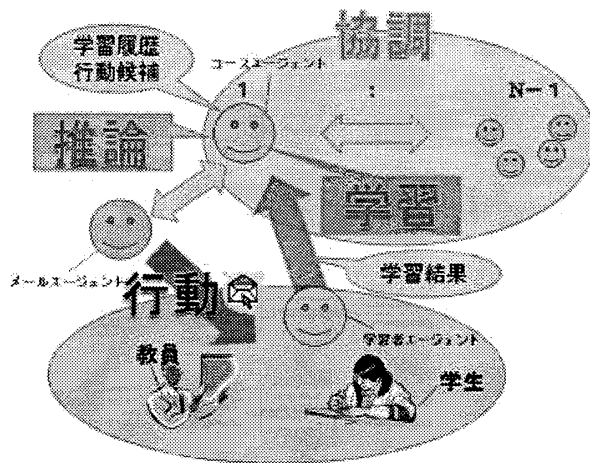 協調
学習履歴
行動候補
コースエージェント
1 : N-1
推論
学習
メールエージェント
行動
学習結果
学習者エージェント
教員
学生